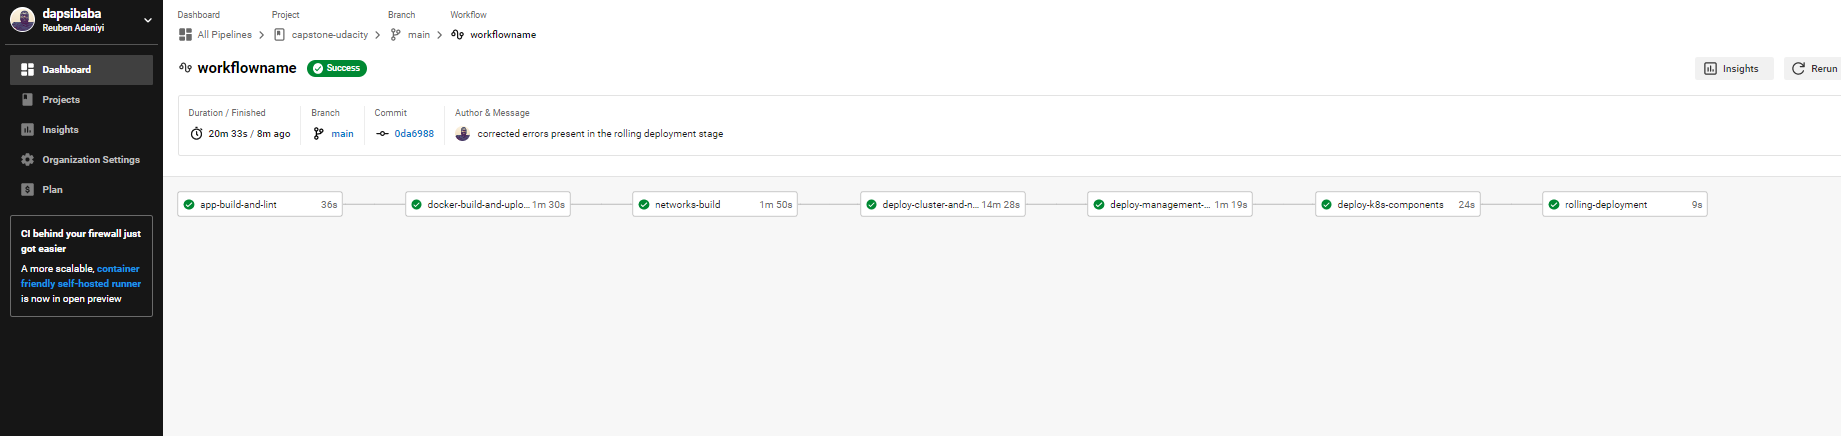 dapsibaba
Reuben Adeniyi
Dashboard
Projects
Insights
Organization Settings
Plan
CI behind your firewall just
got easier
A more scalable, container
friendly self-hosted runner
is now in open preview
Dashboard Project Branch Workflow
All Pipelines capstone-udacity main workflowname
workflowname Success
Insights Rerun
Duration / Finished Branch Commit Author & Message
20m 33s / 8m ago main 0da6988 corrected errors present in the rolling deployment stage
app-build-and-lint 36s docker-build-and-uplo... 1m 30s networks-build 1m 50s deploy-cluster-and-n... 14m 28s deploy-management-... 1m 19s deploy-k8s-components 24s rolling-deployment 9s